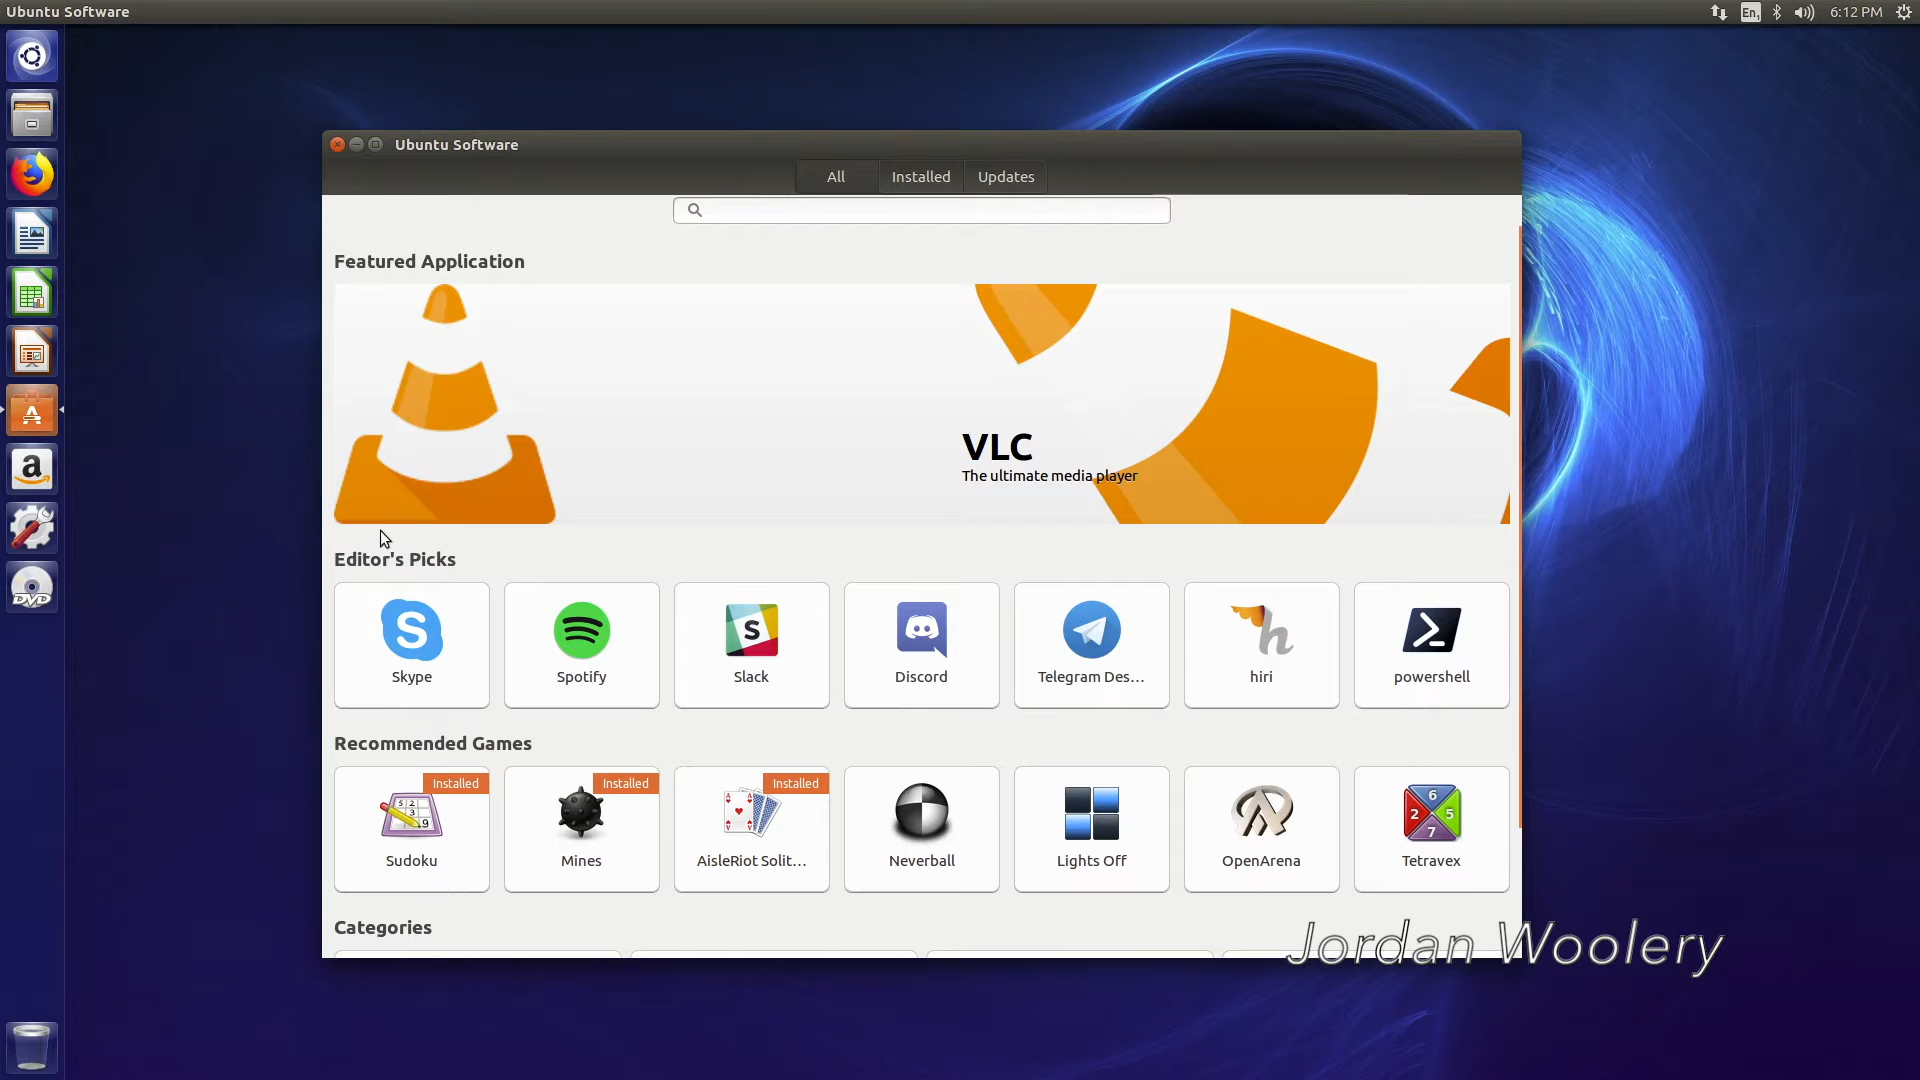 Ubuntu Software
En1
6:12 PM
Ubuntu Software
All
Installed
Updates
Featured Application
VLC
The ultimate media player
Editor's Picks
Skype
Spotify
Slack
Discord
Telegram Des...
hiri
powershell
Recommended Games
Installed
Installed
Installed
Sudoku
Mines
AisleRiot Solit...
Neverball
Lights Off
OpenArena
Tetravex
Categories
Jordan Woolery
DVD